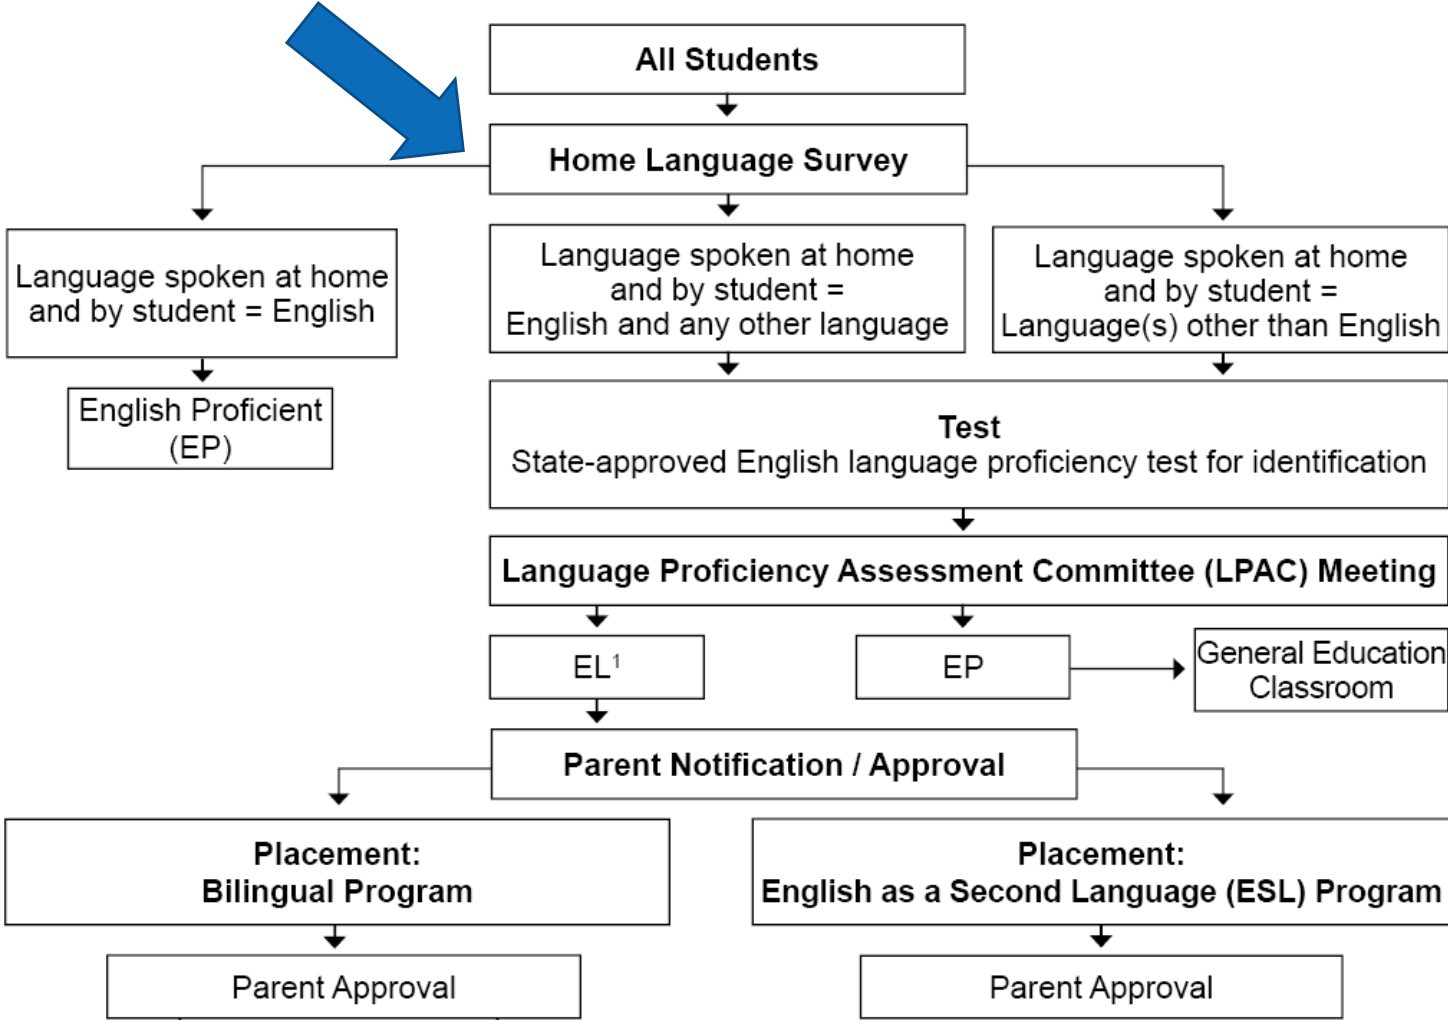 All Students
Home Language Survey
Language spoken at home
and by student = English
Language spoken at home
and by student =
English and any other language
Language spoken at home
and by student =
Language(s) other than English
English Proficient
(EP)
Test
State-approved English language proficiency test for identification
Language Proficiency Assessment Committee (LPAC) Meeting
EL¹
EP
General Education
Classroom
Parent Notification / Approval
Placement:
Bilingual Program
Placement:
English as a Second Language (ESL) Program
Parent Approval
Parent Approval